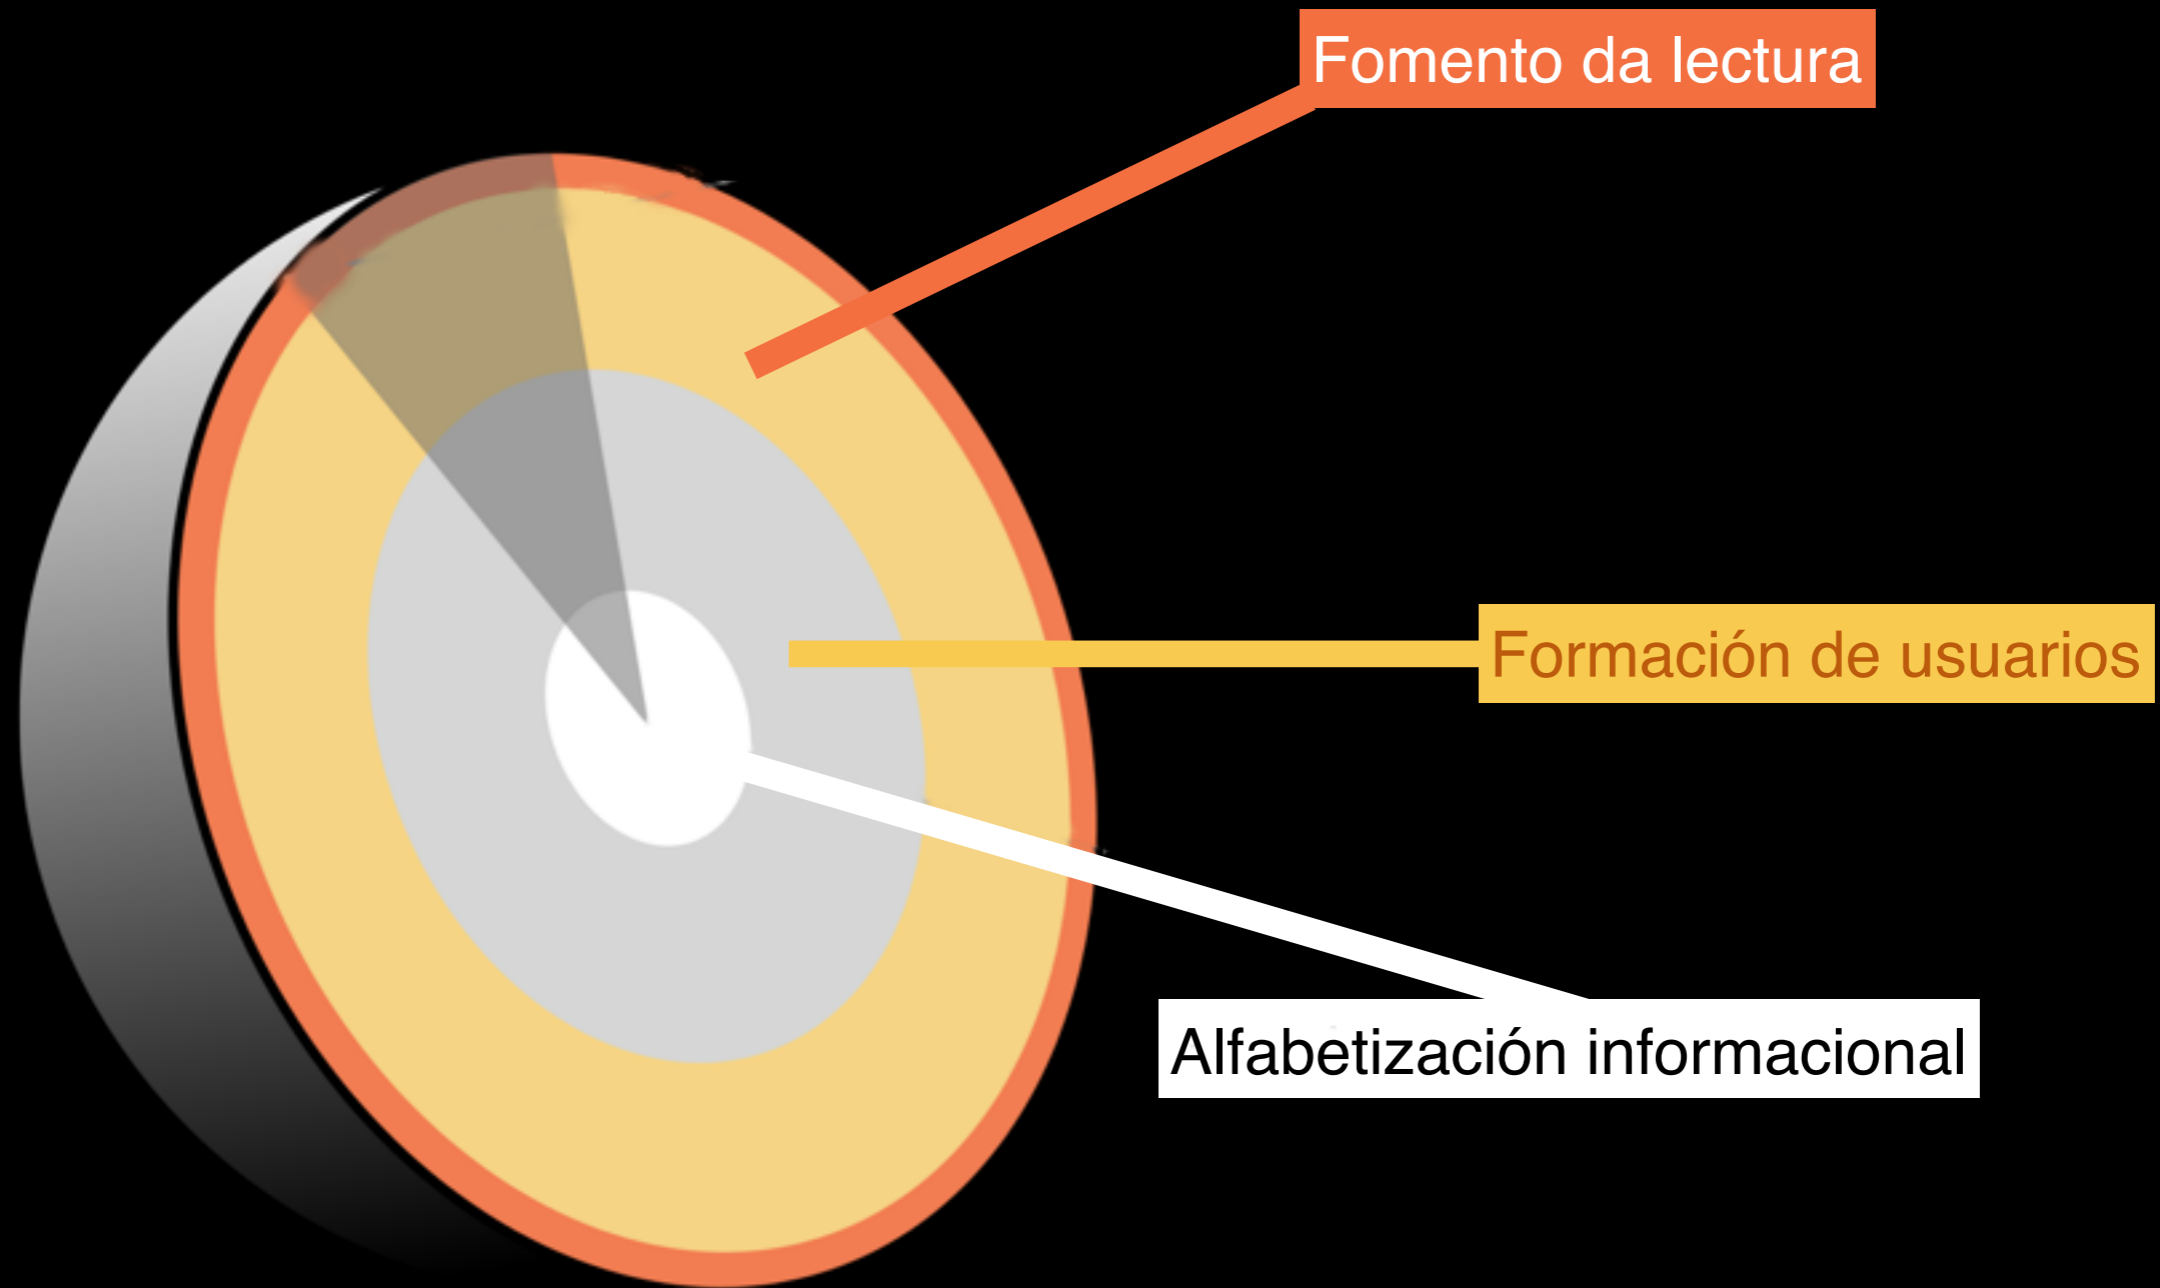 Fomento da lectura
Formación de usuarios
Alfabetización informacional